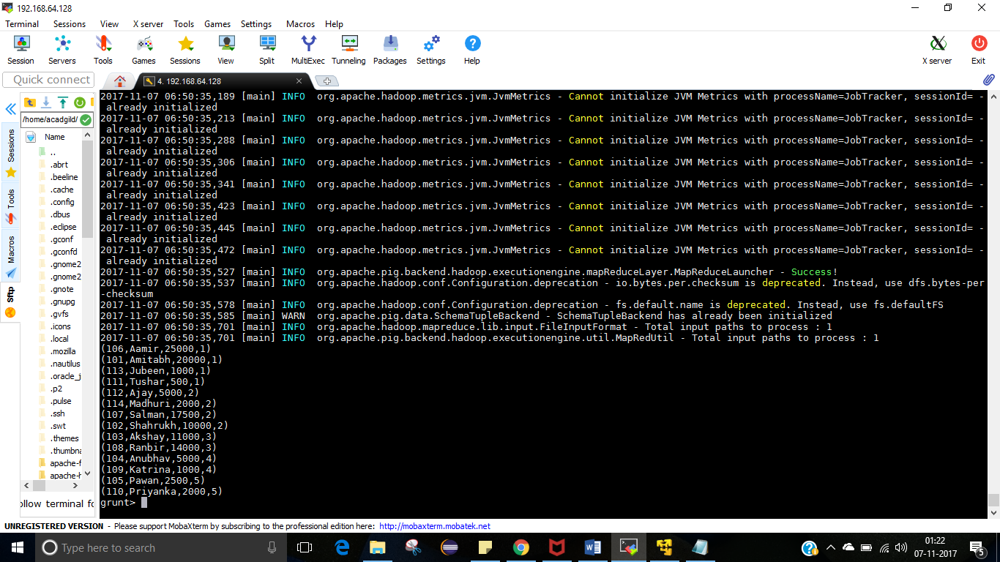 192.168.64.128
Terminal Sessions View X server Tools Games Settings Macros Help
Session Servers Tools Games Sessions View Split MultiExec Tunneling Packages Settings Help X server Exit
Quick connect
4. 192.168.64.128
/home/acadgild/
Name
..
.abrt
.beeline
.cache
.config
.dbus
.eclipse
.gconf
.gconfd
.gnome2
.gnome2
.gnote
.gnupg
.gvfs
.icons
.local
.mozilla
.nautilus
.oracle_j
.p2
.pulse
.ssh
.swt
.themes
.thumbna
apache-f
apache-h
ollow terminal fo
Sessions
Tools
Macros
Sftp
2017-11-07 06:50:35,189 [main] INFO org.apache.hadoop.metrics.jvm.JvmMetrics - Cannot initialize JVM Metrics with processName=JobTracker, sessionId= -
already initialized
2017-11-07 06:50:35,213 [main] INFO org.apache.hadoop.metrics.jvm.JvmMetrics - Cannot initialize JVM Metrics with processName=JobTracker, sessionId= -
already initialized
2017-11-07 06:50:35,288 [main] INFO org.apache.hadoop.metrics.jvm.JvmMetrics - Cannot initialize JVM Metrics with processName=JobTracker, sessionId= -
already initialized
2017-11-07 06:50:35,306 [main] INFO org.apache.hadoop.metrics.jvm.JvmMetrics - Cannot initialize JVM Metrics with processName=JobTracker, sessionId= -
already initialized
2017-11-07 06:50:35,341 [main] INFO org.apache.hadoop.metrics.jvm.JvmMetrics - Cannot initialize JVM Metrics with processName=JobTracker, sessionId= -
already initialized
2017-11-07 06:50:35,423 [main] INFO org.apache.hadoop.metrics.jvm.JvmMetrics - Cannot initialize JVM Metrics with processName=JobTracker, sessionId= -
already initialized
2017-11-07 06:50:35,445 [main] INFO org.apache.hadoop.metrics.jvm.JvmMetrics - Cannot initialize JVM Metrics with processName=JobTracker, sessionId= -
already initialized
2017-11-07 06:50:35,472 [main] INFO org.apache.hadoop.metrics.jvm.JvmMetrics - Cannot initialize JVM Metrics with processName=JobTracker, sessionId= -
already initialized
2017-11-07 06:50:35,527 [main] INFO org.apache.pig.backend.hadoop.executionengine.mapReduceLayer.MapReduceLauncher - Success!
2017-11-07 06:50:35,537 [main] INFO org.apache.hadoop.conf.Configuration.deprecation - io.bytes.per.checksum is deprecated. Instead, use dfs.bytes-per
-checksum
2017-11-07 06:50:35,578 [main] INFO org.apache.hadoop.conf.Configuration.deprecation - fs.default.name is deprecated. Instead, use fs.defaultFS
2017-11-07 06:50:35,585 [main] WARN org.apache.pig.data.SchemaTupleBackend - SchemaTupleBackend has already been initialized
2017-11-07 06:50:35,701 [main] INFO org.apache.hadoop.mapreduce.lib.input.FileInputFormat - Total input paths to process : 1
2017-11-07 06:50:35,701 [main] INFO org.apache.pig.backend.hadoop.executionengine.util.MapRedUtil - Total input paths to process : 1
(106,Aamir,25000,1)
(101,Amitabh,20000,1)
(113,Jubeen,1000,1)
(111,Tushar,500,1)
(112,Ajay,5000,2)
(114,Madhuri,2000,2)
(107,Salman,17500,2)
(102,Shahrukh,10000,2)
(103,Akshay,11000,3)
(108,Ranbir,14000,3)
(104,Anubhav,5000,4)
(109,Katrina,1000,4)
(105,Pawan,2500,5)
(110,Priyanka,2000,5)
grunt>
UNREGISTERED VERSION - Please support MobaXterm by subscribing to the professional edition here: http://mobaxterm.mobatek.net
Type here to search
01:22
07-11-2017
5